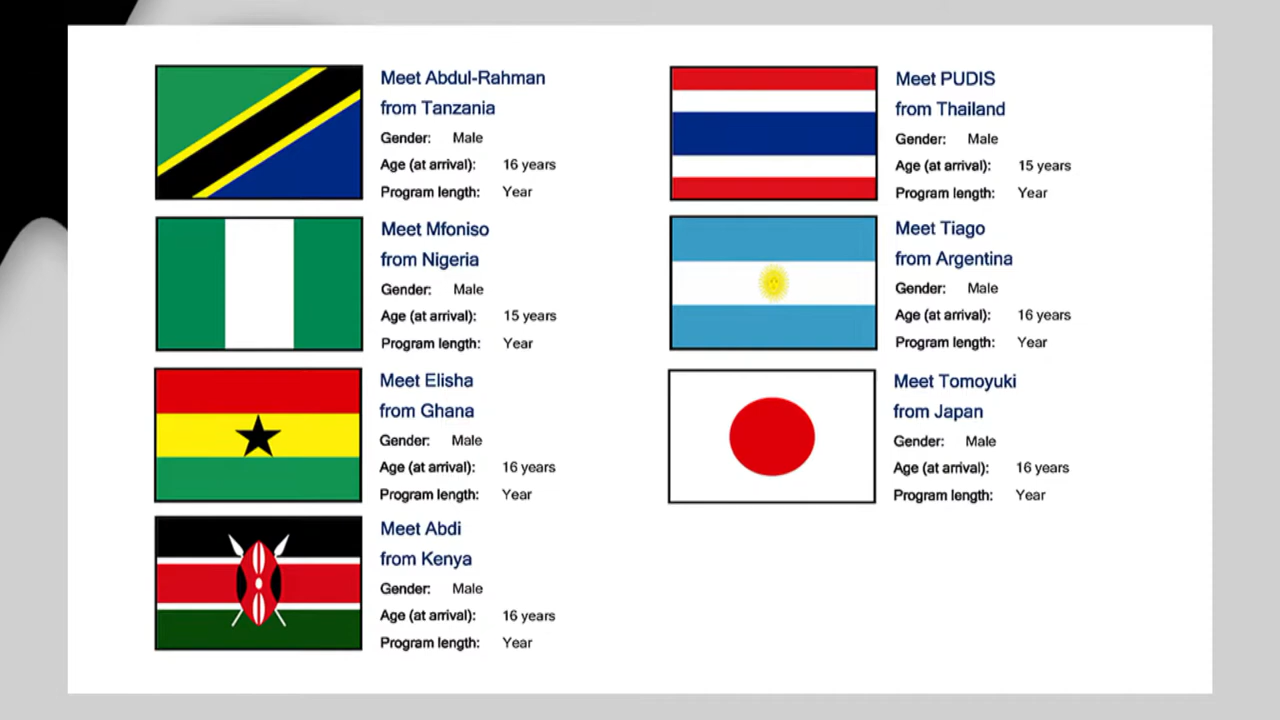 Meet Abdul-Rahman
from Tanzania
Gender: Male
Age (at arrival): 16 years
Program length: Year
Meet Mfoniso
from Nigeria
Gender: Male
Age (at arrival): 15 years
Program length: Year
Meet Elisha
from Ghana
Gender: Male
Age (at arrival): 16 years
Program length: Year
Meet Abdi
from Kenya
Gender: Male
Age (at arrival): 16 years
Program length: Year
Meet PUDIS
from Thailand
Gender: Male
Age (at arrival): 15 years
Program length: Year
Meet Tiago
from Argentina
Gender: Male
Age (at arrival): 16 years
Program length: Year
Meet Tomoyuki
from Japan
Gender: Male
Age (at arrival): 16 years
Program length: Year